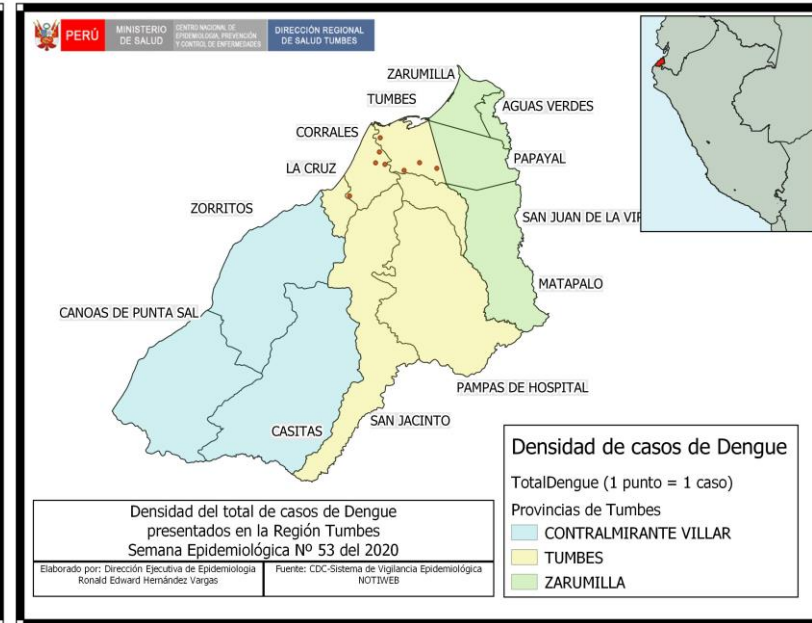 PERÚ
MINISTERIO
DE SALUD
CENTRO NACIONAL DE
EPIDEMIOLOGÍA, PREVENCIÓN
Y CONTROL DE ENFERMEDADES
DIRECCIÓN REGIONAL
DE SALUD TUMBES
ZARUMILLA
TUMBES
AGUAS VERDES
CORRALES
PAPAYAL
LA CRUZ
ZORRITOS
SAN JUAN DE LA VIR
MATAPALO
CANOAS DE PUNTA SAL
PAMPAS DE HOSPITAL
SAN JACINTO
CASITAS
Densidad de casos de Dengue
TotalDengue (1 punto = 1 caso)
Provincias de Tumbes
CONTRALMIRANTE VILLAR
TUMBES
ZARUMILLA
Densidad del total de casos de Dengue
presentados en la Región Tumbes
Semana Epidemiológica Nº 53 del 2020
Elaborado por: Dirección Ejecutiva de Epidemiologia
Ronald Edward Hernández Vargas
Fuente: CDC-Sistema de Vigilancia Epidemiológica
NOTIWEB